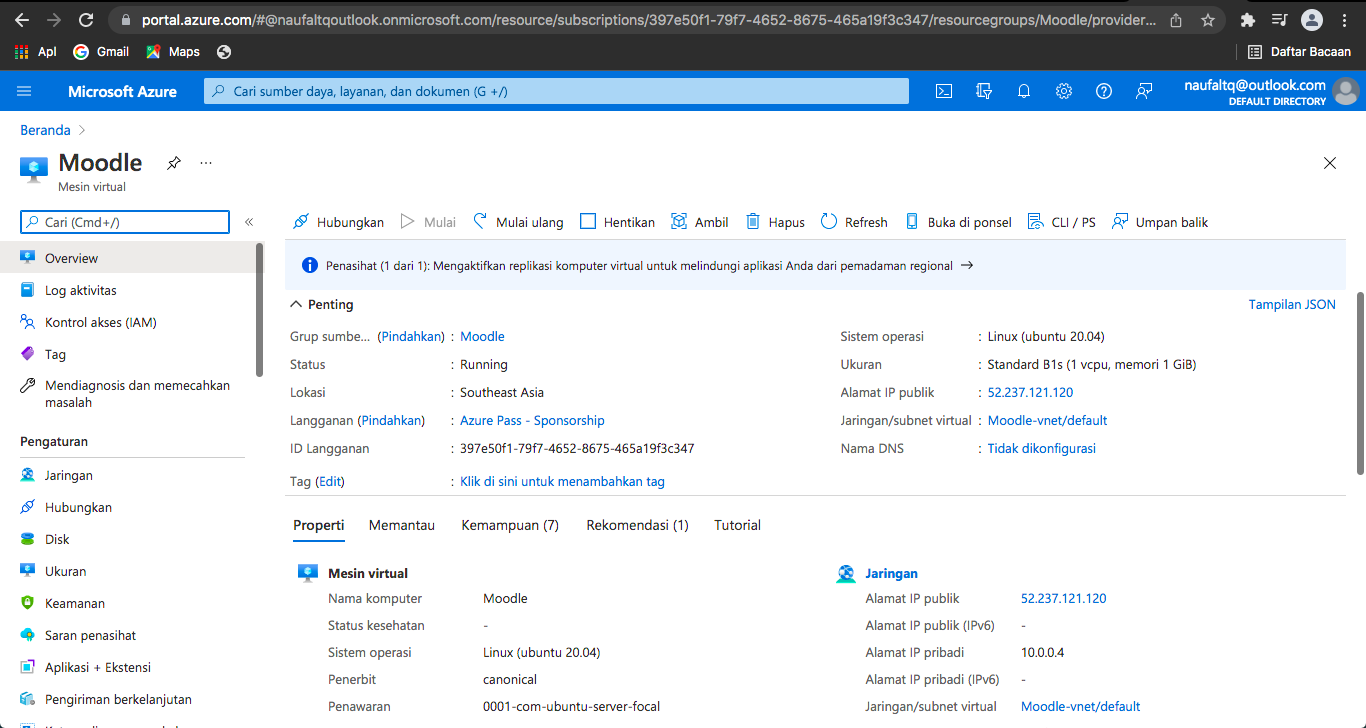 portal.azure.com/#@naufaltqoutlook.onmicrosoft.com/resource/subscriptions/397e50f1-79f7-4652-8675-465a19f3c347/resourcegroups/Moodle/provider...
Apl Gmail Maps Daftar Bacaan
Microsoft Azure
Cari sumber daya, layanan, dan dokumen (G +/)
naufaltq@outlook.com
DEFAULT DIRECTORY
Beranda
Moodle
Mesin virtual
Cari (Cmd+/)
Overview
Log aktivitas
Kontrol akses (IAM)
Tag
Mendiagnosis dan memecahkan
masalah
Pengaturan
Jaringan
Hubungkan
Disk
Ukuran
Keamanan
Saran penasihat
Aplikasi + Ekstensi
Pengiriman berkelanjutan
Hubungkan Mulai Mulai ulang Hentikan Ambil Hapus Refresh Buka di ponsel CLI / PS Umpan balik
Penasihat (1 dari 1): Mengaktifkan replikasi komputer virtual untuk melindungi aplikasi Anda dari pemadaman regional →
Penting
Tampilan JSON
Grup sumbe... (Pindahkan) : Moodle
Status : Running
Lokasi : Southeast Asia
Langganan (Pindahkan) : Azure Pass - Sponsorship
ID Langganan : 397e50f1-79f7-4652-8675-465a19f3c347
Tag (Edit) : Klik di sini untuk menambahkan tag
Sistem operasi : Linux (ubuntu 20.04)
Ukuran : Standard B1s (1 vcpu, memori 1 GiB)
Alamat IP publik : 52.237.121.120
Jaringan/subnet virtual : Moodle-vnet/default
Nama DNS : Tidak dikonfigurasi
Properti Memantau Kemampuan (7) Rekomendasi (1) Tutorial
Mesin virtual
Nama komputer Moodle
Status kesehatan -
Sistem operasi Linux (ubuntu 20.04)
Penerbit canonical
Penawaran 0001-com-ubuntu-server-focal
Jaringan
Alamat IP publik 52.237.121.120
Alamat IP publik (IPv6) -
Alamat IP pribadi 10.0.0.4
Alamat IP pribadi (IPv6) -
Jaringan/subnet virtual Moodle-vnet/default